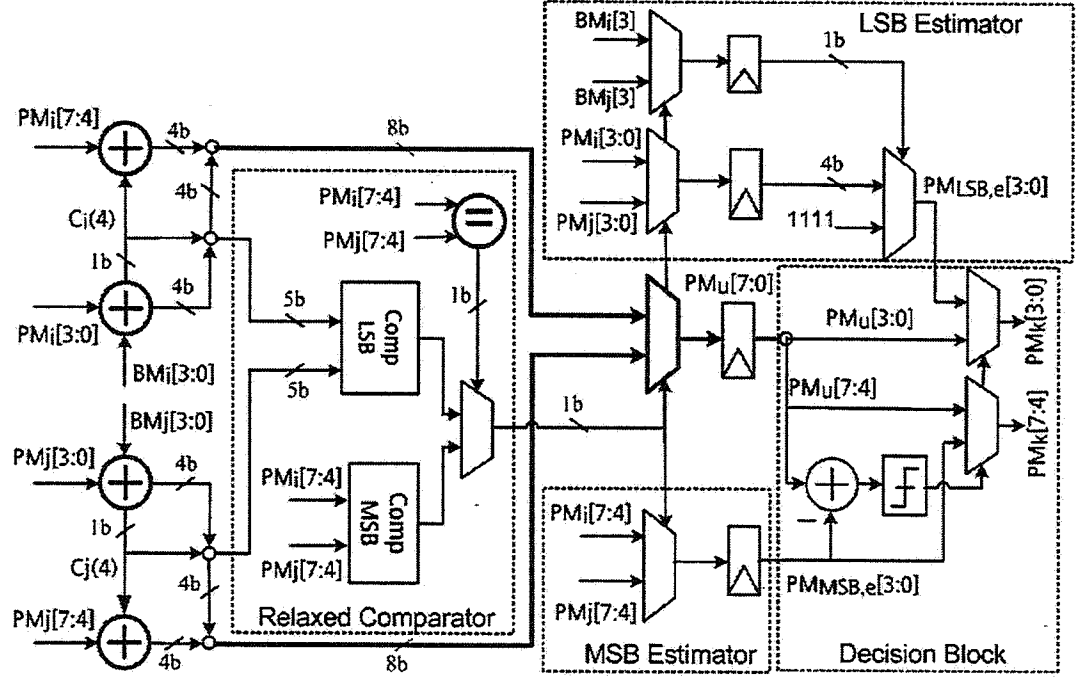 BMi[3]
LSB Estimator
1b
BMj[3]
PMi[7:4]
4b
8b
PMi[3:0]
4b
PMLSB,e[3:0]
4b
PMi[7:4]
=
PMj[7:4]
PMj[3:0]
1111
Ci(4)
1b
4b
PMi[3:0]
5b
Comp LSB
1b
PMu[7:0]
PMu[3:0]
PMk[3:0]
BMi[3:0]
5b
PMu[7:4]
PMk[7:4]
BMj[3:0]
1b
PMj[3:0]
4b
PMi[7:4]
Comp MSB
PMj[7:4]
1b
PMi[7:4]
Cj(4)
4b
PMj[7:4]
PMMSB,e[3:0]
PMj[7:4]
4b
Relaxed Comparator
8b
MSB Estimator
Decision Block